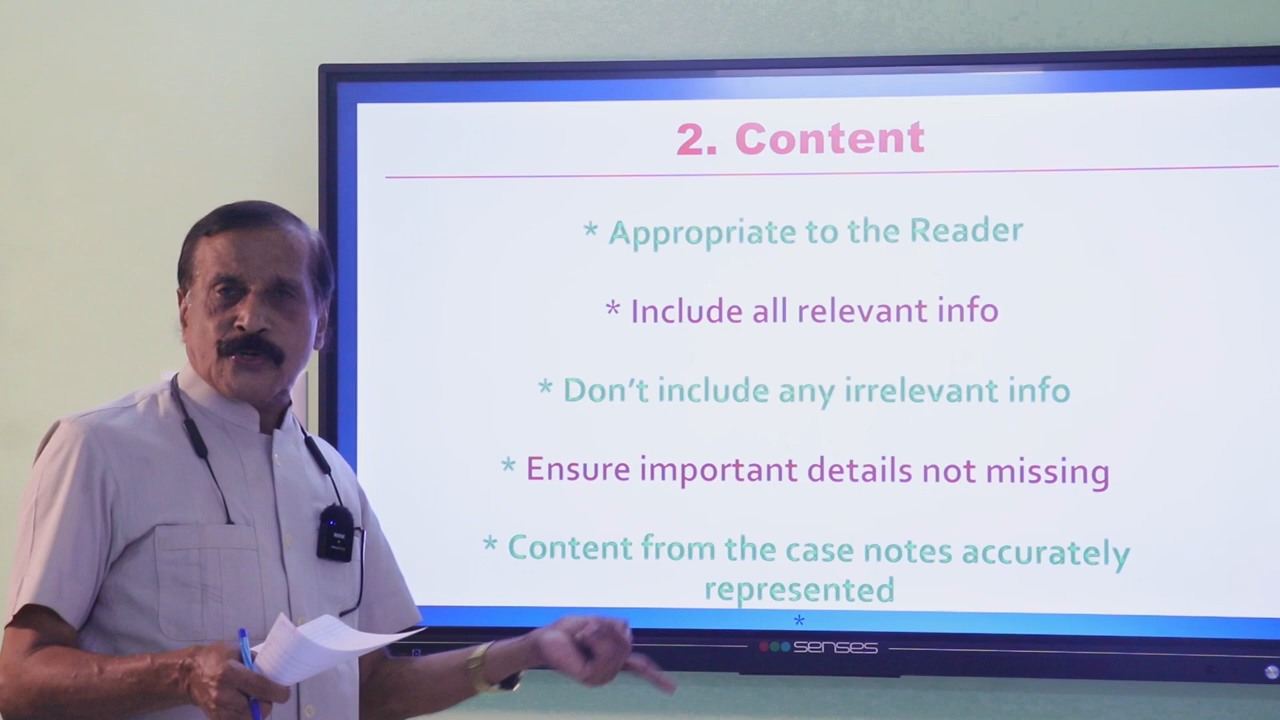 2. Content
* Appropriate to the Reader
* Include all relevant info
* Don't include any irrelevant info
* Ensure important details not missing
* Content from the case notes accurately
represented
*
senses